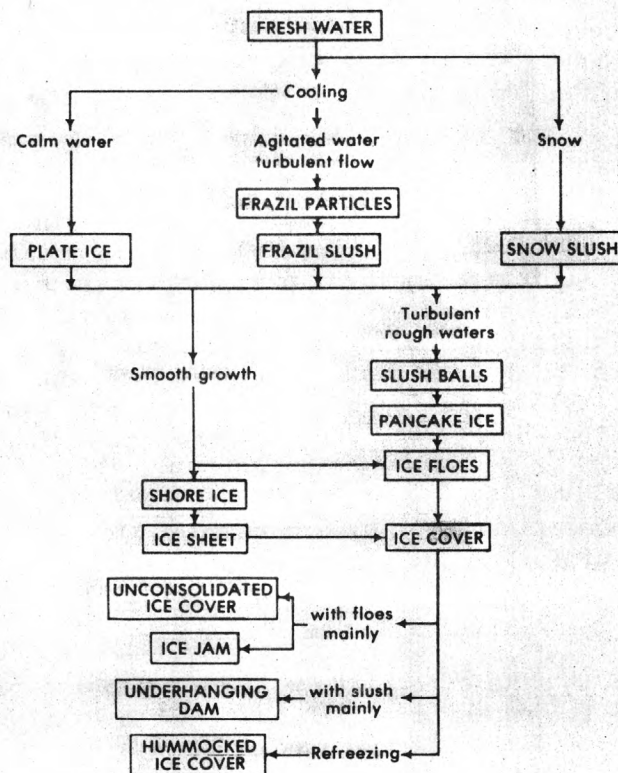 FRESH WATER
Cooling
Calm water
Agitated water
turbulent flow
Snow
FRAZIL PARTICLES
PLATE ICE
FRAZIL SLUSH
SNOW SLUSH
Turbulent
rough waters
Smooth growth
SLUSH BALLS
PANCAKE ICE
ICE FLOES
SHORE ICE
ICE SHEET
ICE COVER
UNCONSOLIDATED
ICE COVER
with floes
mainly
ICE JAM
UNDERHANGING
DAM
with slush
mainly
HUMMOCKED
ICE COVER
Refreezing